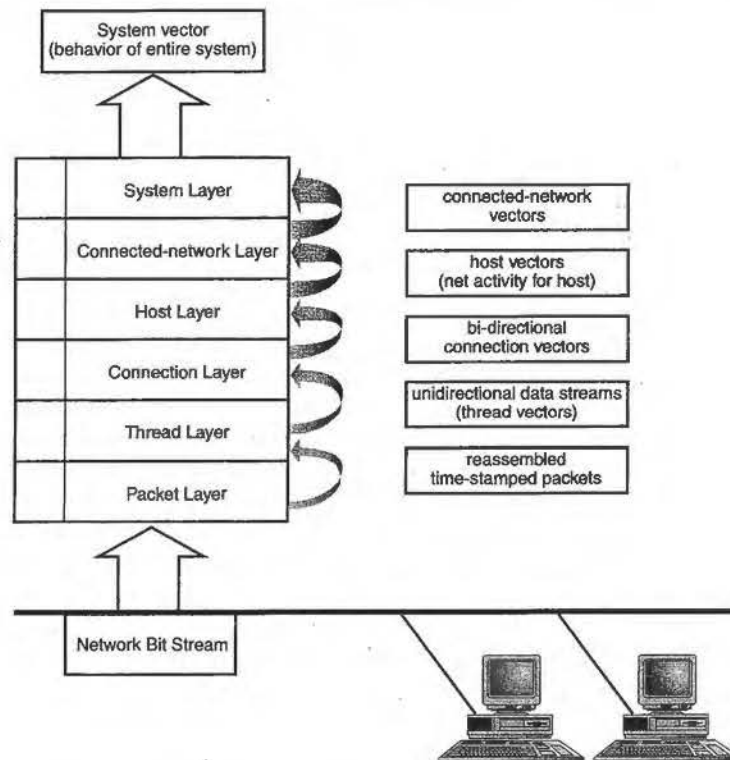 System vector
(behavior of entire system)
System Layer
Connected-network Layer
Host Layer
Connection Layer
Thread Layer
Packet Layer
connected-network
vectors
host vectors
(net activity for host)
bi-directional
connection vectors
unidirectional data streams
(thread vectors)
reassembled
time-stamped packets
Network Bit Stream